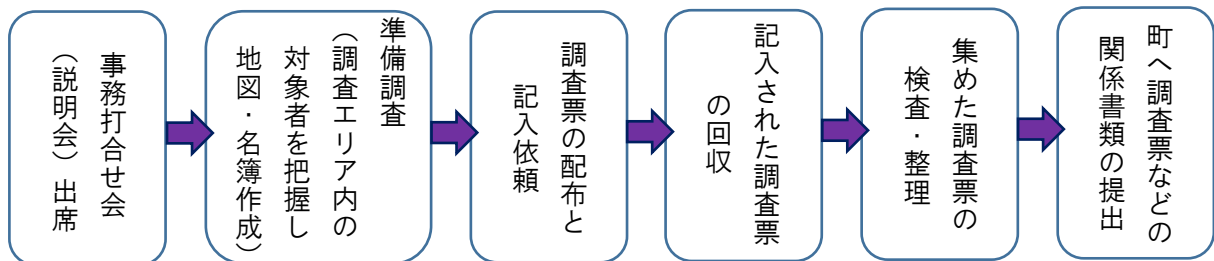 事務打合せ会
（説明会）出席
準備調査
（調査エリア内の
対象者を把握し
地図・名簿作成）
調査票の配布と
記入依頼
記入された調査票
の回収
集めた調査票の
検査・整理
町へ調査票などの
関係書類の提出